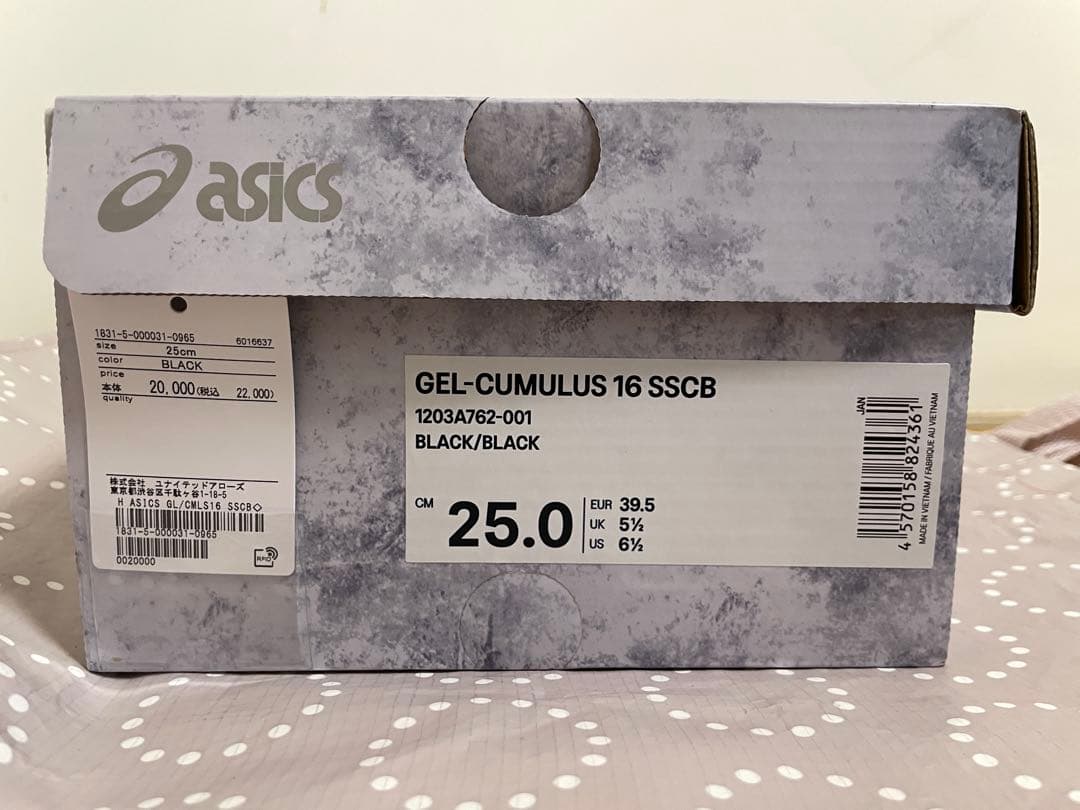 asics
1B31-5-000031-0965
6016637
size 25cm
color BLACK
price
本体 20,000(税込 22,000)
quality
株式会社 ユナイテッドアローズ
東京都渋谷区千駄ヶ谷1-18-5
H ASICS GL/CMLS16 SSCB◇
1B31-5-000031-0965
0020000
RFID
GEL-CUMULUS 16 SSCB
1203A762-001
BLACK/BLACK
CM 25.0
EUR 39.5
UK 5½
US 6½
JAN
4 570158 824361
MADE IN VIETNAM / FABRIQUE AU VIETNAM